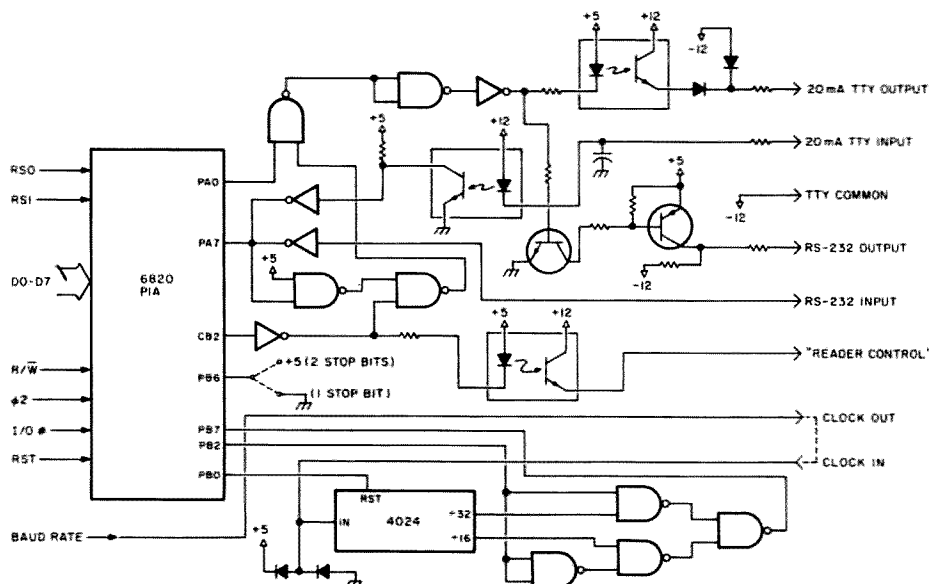 +5
+12
-12
20mA TTY OUTPUT
+5
+12
20mA TTY INPUT
RS0
PA0
+5
RS1
TTY COMMON
-12
PA7
RS-232 OUTPUT
+5
-12
D0-D7
6820
PIA
RS-232 INPUT
+5
+12
CB2
"READER CONTROL"
+5 (2 STOP BITS)
R/W̅
PB6
(1 STOP BIT)
φ2
CLOCK OUT
I/O #
PB7
PB2
RST
CLOCK IN
PB0
RST
÷32
IN
4024
+5
÷16
BAUD RATE